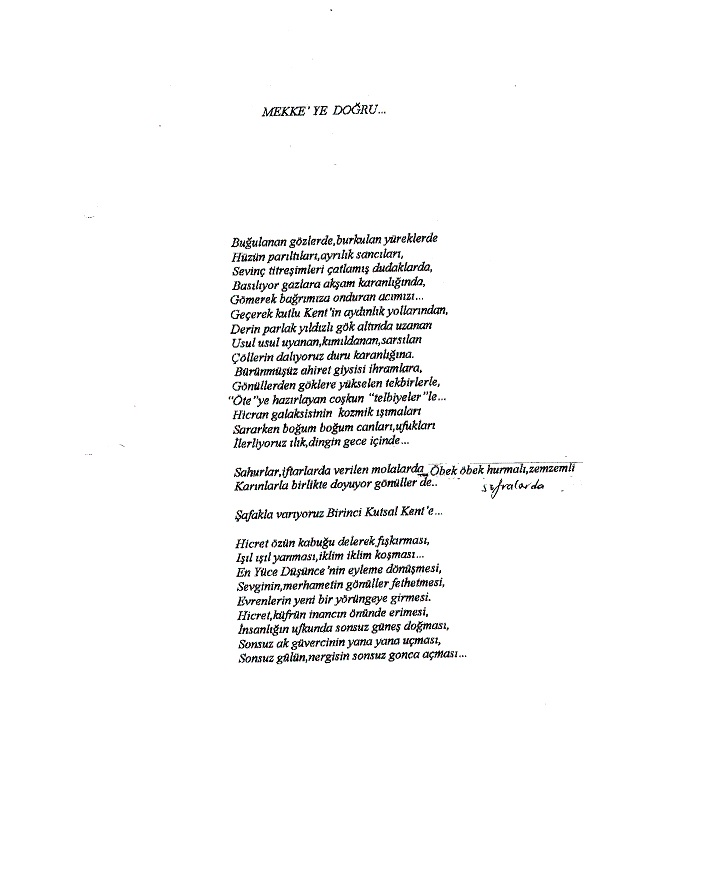 MEKKE' YE DOĞRU...
Buğulanan gözlerde,burkulan yüreklerde
Hüzün parıltıları,ayrılık sancıları,
Sevinç titreşimleri çatlamış dudaklarda,
Basılıyor gazlara akşam karanlığında,
Gömerek bağrımıza onduran acımızı...
Geçerek kutlu Kent'in aydınlık yollarından,
Derin parlak yıldızlı gök altında uzanan
Usul usul uyanan,kımıldanan,sarsılan
Çöllerin dalıyoruz duru karanlığına.
Bürünmüşüz ahiret giysisi ihramlara,
Gönüllerden göklere yükselen tekbirlerle,
"Öte"ye hazırlayan coşkun "telbiyeler"le...
Hicran galaksisinin kozmik ışımaları
Sararken boğum boğum canları,ufukları
İlerliyoruz ılık,dingin gece içinde...
Sahurlar,iftarlarda verilen molalarda Öbek öbek hurmalı,zemzemli
Karınlarla birlikte doyuyor gönüller de.. sofralarda
Şafakla varıyoruz Birinci Kutsal Kent'e...
Hicret özün kabuğu delerek fışkırması,
Işıl ışıl yanması,iklim iklim koşması...
En Yüce Düşünce'nin eyleme dönüşmesi,
Sevginin,merhametin gönüller fethetmesi,
Evrenlerin yeni bir yörüngeye girmesi.
Hicret,küfrün inancın önünde erimesi,
İnsanlığın ufkunda sonsuz güneş doğması,
Sonsuz ak güvercinin yana yana uçması,
Sonsuz gülün,nergisin sonsuz gonca açması...